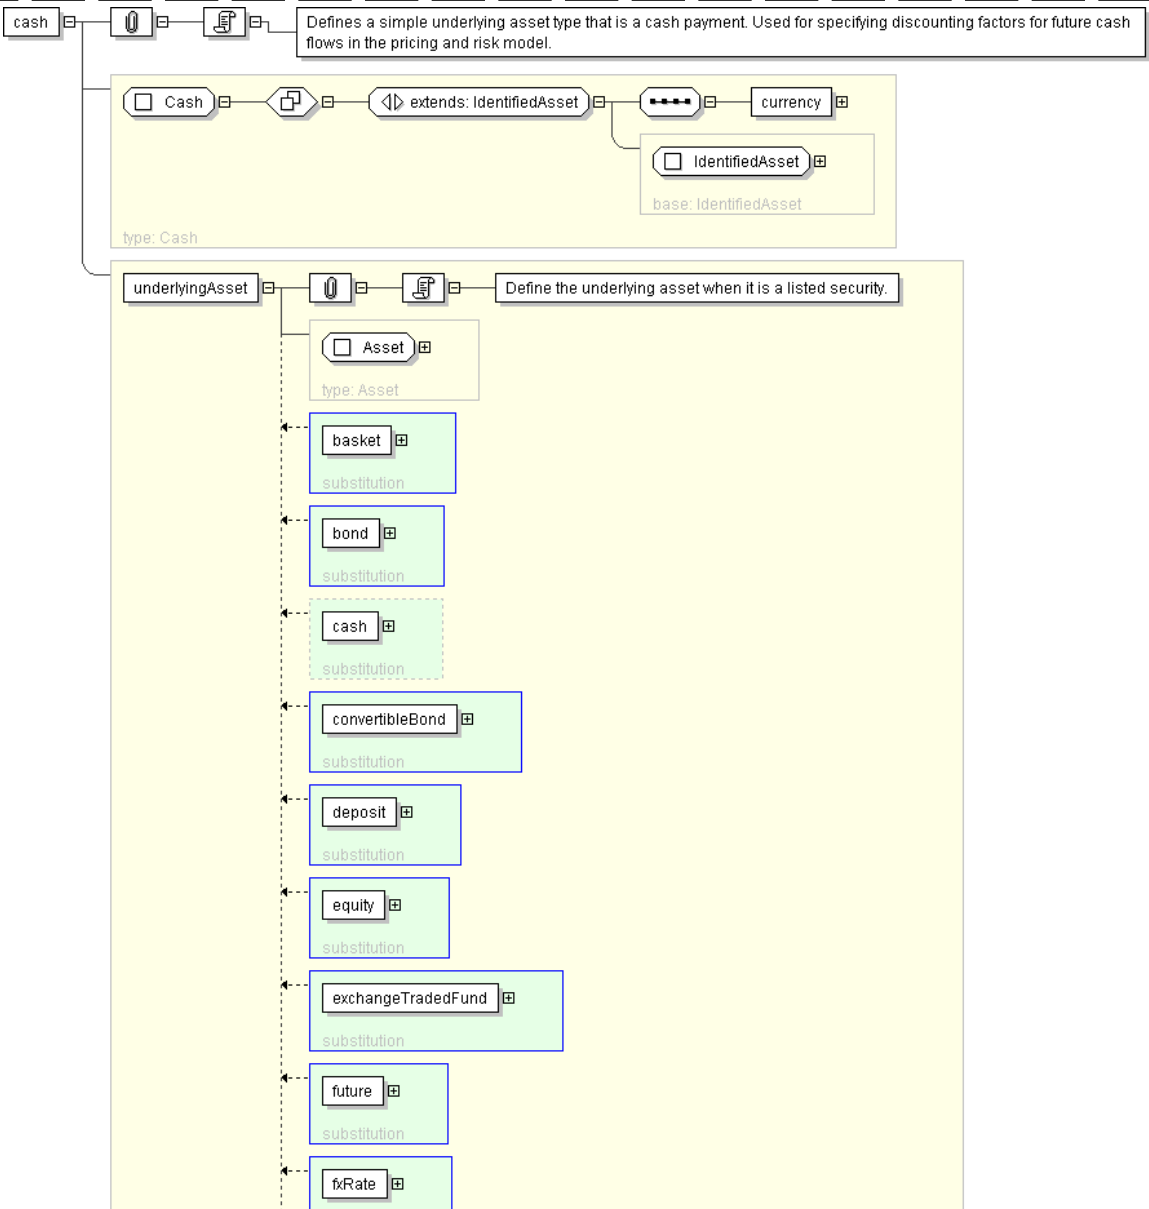 cash
Defines a simple underlying asset type that is a cash payment. Used for specifying discounting factors for future cash
flows in the pricing and risk model.
Cash
extends: IdentifiedAsset
currency
IdentifiedAsset
base: IdentifiedAsset
type: Cash
underlyingAsset
Define the underlying asset when it is a listed security.
Asset
type: Asset
basket
substitution
bond
substitution
cash
substitution
convertibleBond
substitution
deposit
substitution
equity
substitution
exchangeTradedFund
substitution
future
substitution
fxRate